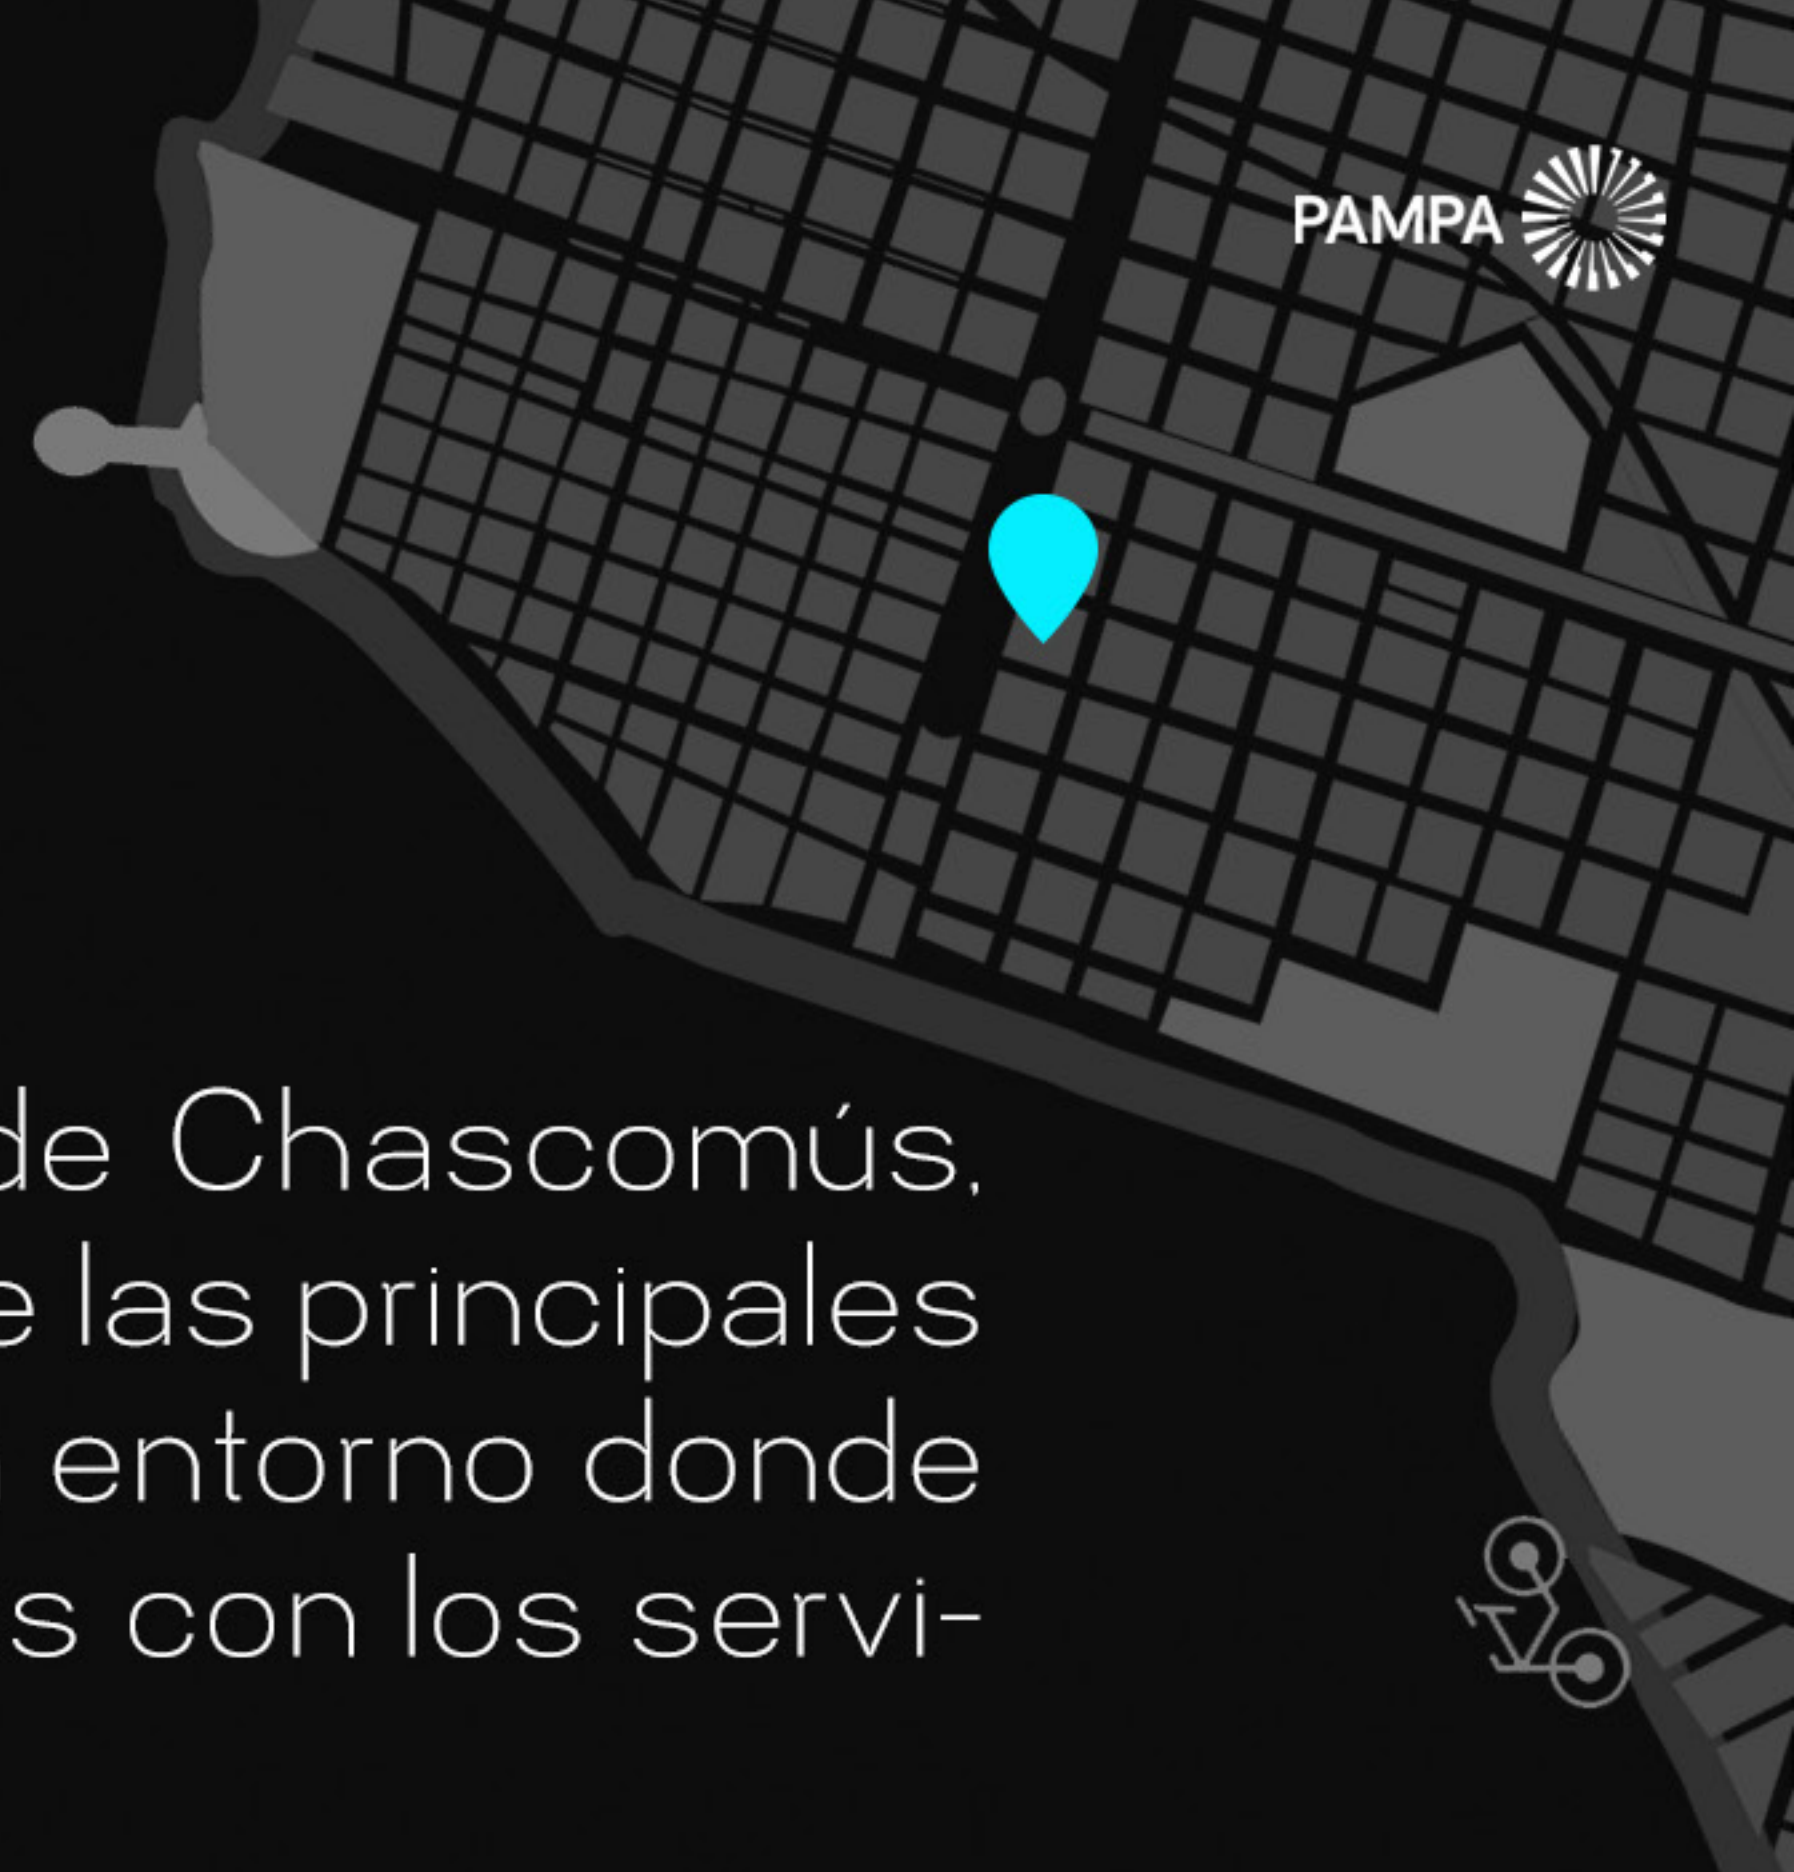 PAMPA
de Chascomús,
las principales
entorno donde
con los servi-